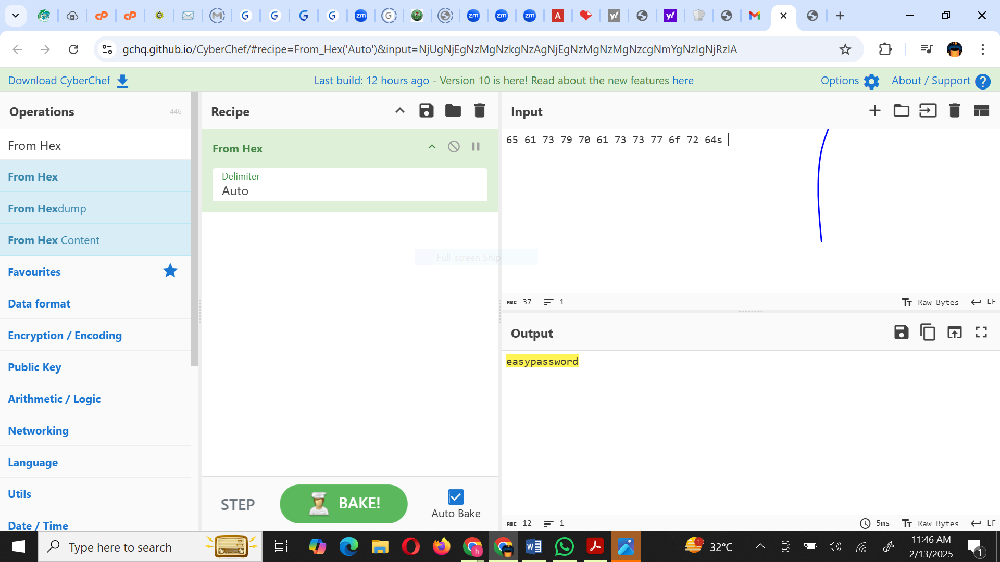 gchq.github.io/CyberChef/#recipe=From_Hex('Auto')&input=NjUgNjEgNzMgNzkgNzAgNjEgNzMgNzMgNzcgNmYgNzIgNjRzIA
Download CyberChef
Last build: 12 hours ago - Version 10 is here! Read about the new features here
Options
About / Support
Operations
446
Recipe
Input
From Hex
From Hex
65 61 73 79 70 61 73 73 77 6f 72 64s
Delimiter
Auto
From Hex
From Hexdump
From Hex Content
Full-screen Snip
Favourites
Data format
Encryption / Encoding
Public Key
Arithmetic / Logic
Networking
Language
Utils
Date / Time
ABC 37
1
Raw Bytes
LF
Output
easypassword
STEP
BAKE!
Auto Bake
ABC 12
1
5ms
Raw Bytes
LF
Type here to search
1
32°C
11:46 AM
2/13/2025
1